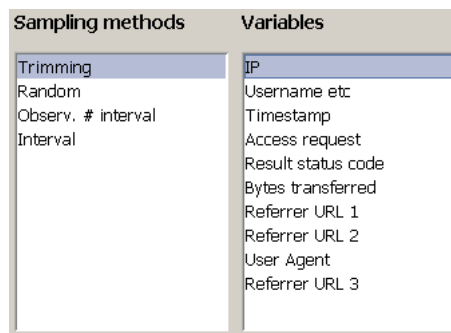 Sampling methods
Trimming
Random
Observ. # interval
Interval
Variables
IP
Username etc
Timestamp
Access request
Result status code
Bytes transferred
Referrer URL 1
Referrer URL 2
User Agent
Referrer URL 3